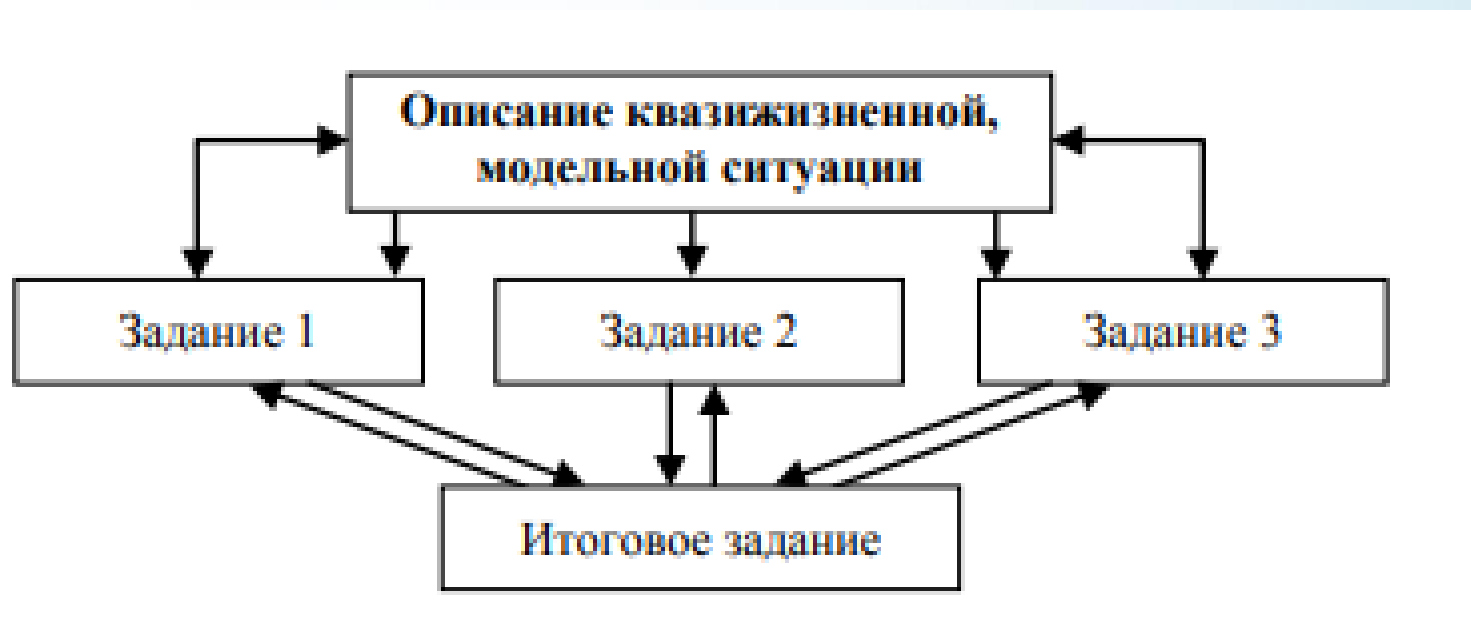 Описание квазижизненной,
модельной ситуации
Задание 1
Задание 2
Задание 3
Итоговое задание